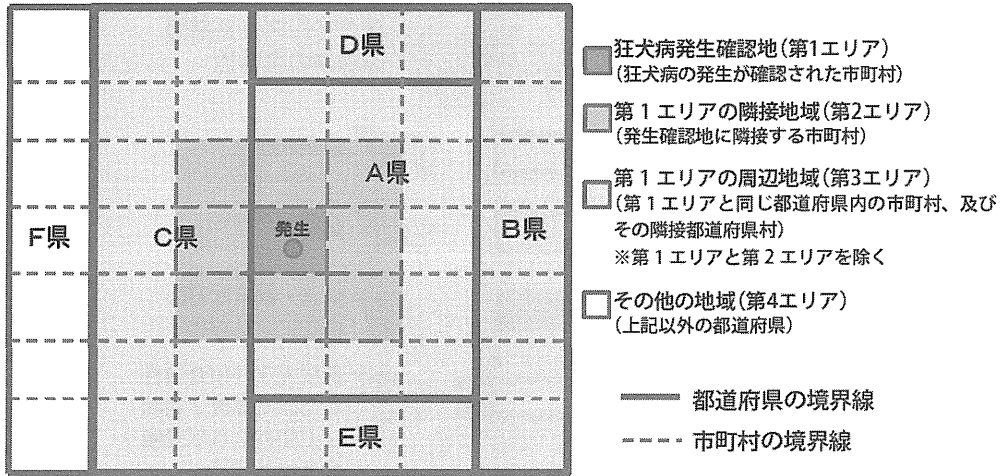 D県
A県
F県
C県
発生
B県
E県
狂犬病発生確認地(第1エリア)
(狂犬病の発生が確認された市町村)
第1エリアの隣接地域(第2エリア)
(発生確認地に隣接する市町村)
第1エリアの周辺地域(第3エリア)
(第1エリアと同じ都道府県内の市町村、及び
その隣接都道府県村)
※第1エリアと第2エリアを除く
その他の地域(第4エリア)
(上記以外の都道府県)
都道府県の境界線
市町村の境界線